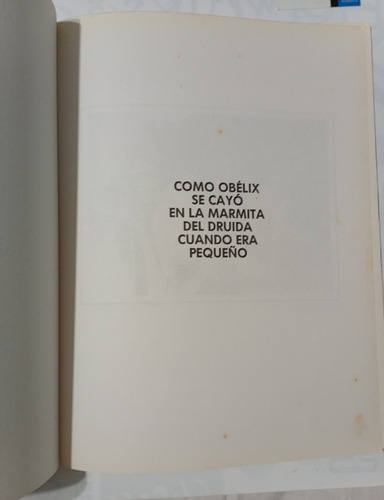 COMO OBÉLIX
SE CAYÓ
EN LA MARMITA
DEL DRUIDA
CUANDO ERA
PEQUEÑO